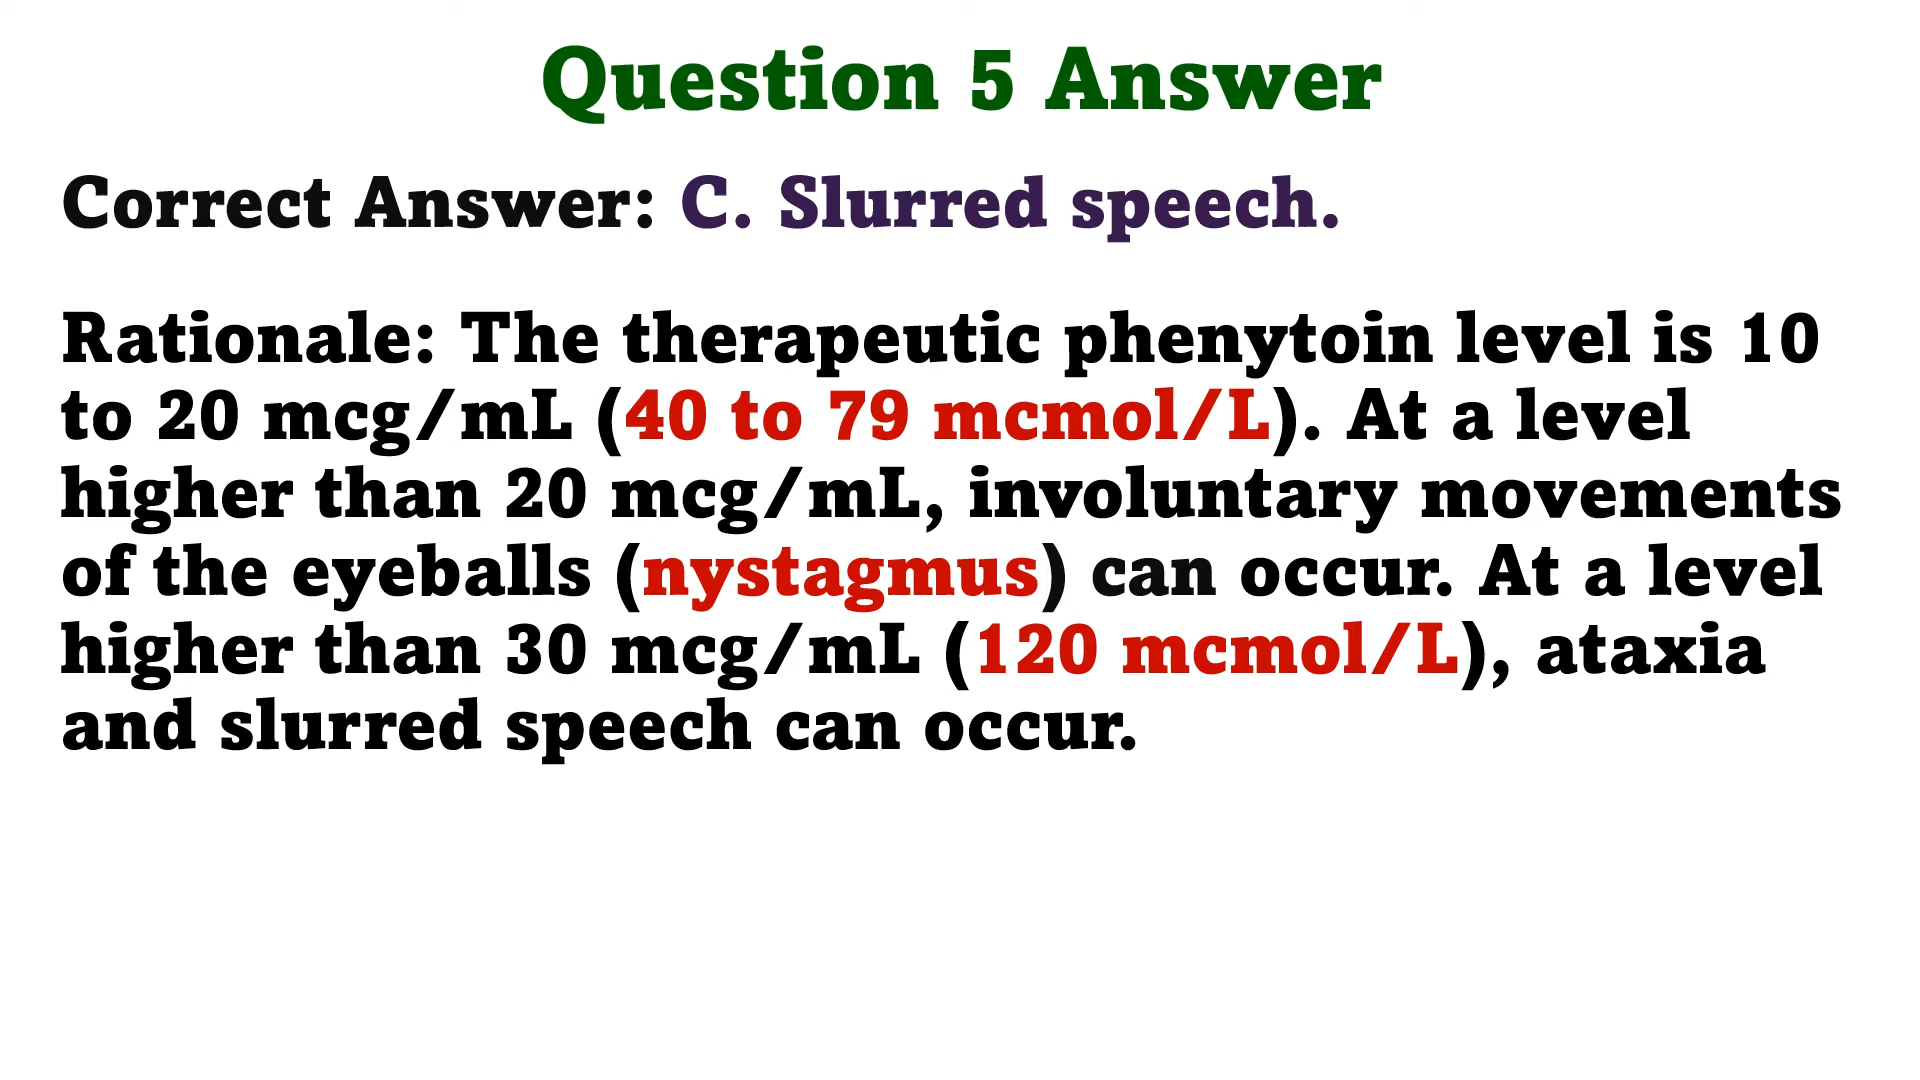 Question 5 Answer
Correct Answer: C. Slurred speech.
Rationale: The therapeutic phenytoin level is 10
to 20 mcg/mL (40 to 79 mcmol/L). At a level
higher than 20 mcg/mL, involuntary movements
of the eyeballs (nystagmus) can occur. At a level
higher than 30 mcg/mL (120 mcmol/L), ataxia
and slurred speech can occur.